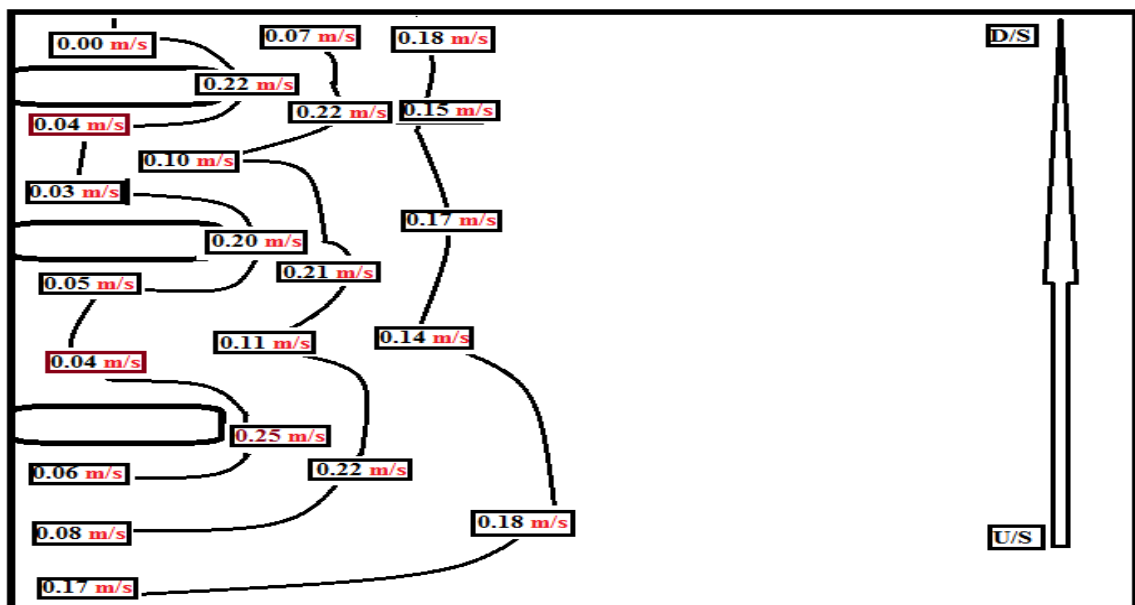 0.00 m/s
0.07 m/s
0.18 m/s
D/S
0.22 m/s
0.22 m/s
0.15 m/s
0.04 m/s
0.10 m/s
0.03 m/s
0.17 m/s
0.20 m/s
0.21 m/s
0.05 m/s
0.11 m/s
0.14 m/s
0.04 m/s
0.25 m/s
0.06 m/s
0.22 m/s
0.08 m/s
0.18 m/s
U/S
0.17 m/s